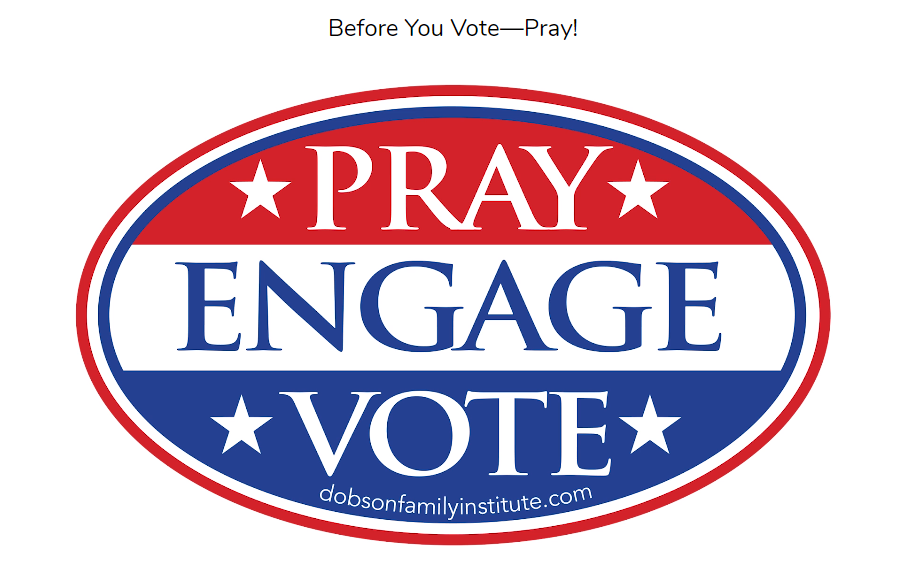 Before You Vote—Pray!
PRAY
ENGAGE
VOTE
dobsonfamilyinstitute.com